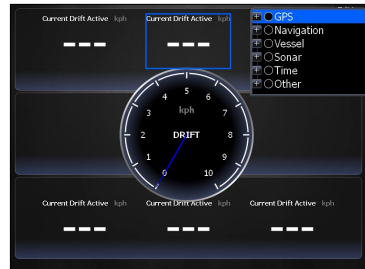 Current Drift Active kph
Current Drift Active kph
GPS
Navigation
Vessel
Sonar
Time
Other
kph
DRIFT
0
1
2
3
4
5
6
7
8
9
10
Current Drift Active kph
Current Drift Active kph
Current Drift Active kph